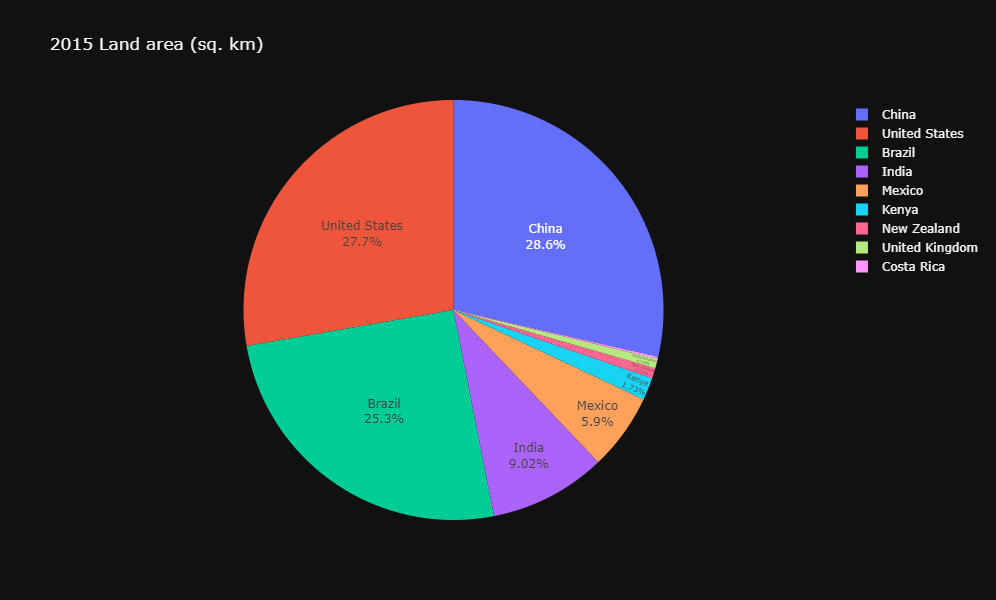 2015 Land area (sq. km)
China
28.6%
United States
27.7%
Brazil
25.3%
India
9.02%
Mexico
5.9%
Kenya
1.73%
China
United States
Brazil
India
Mexico
Kenya
New Zealand
United Kingdom
Costa Rica